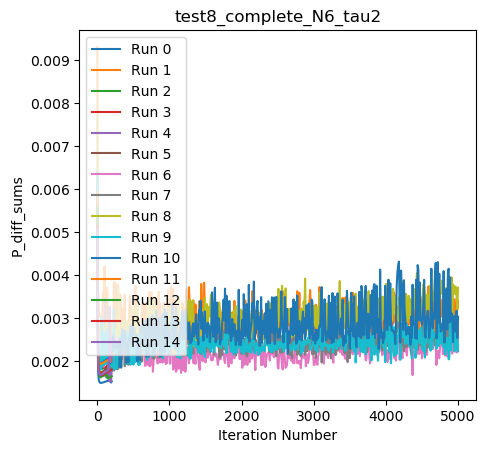 test8_complete_N6_tau2
P_diff_sums
0.009
0.008
0.007
0.006
0.005
0.004
0.003
0.002
Run 0
Run 1
Run 2
Run 3
Run 4
Run 5
Run 6
Run 7
Run 8
Run 9
Run 10
Run 11
Run 12
Run 13
Run 14
0 1000 2000 3000 4000 5000
Iteration Number